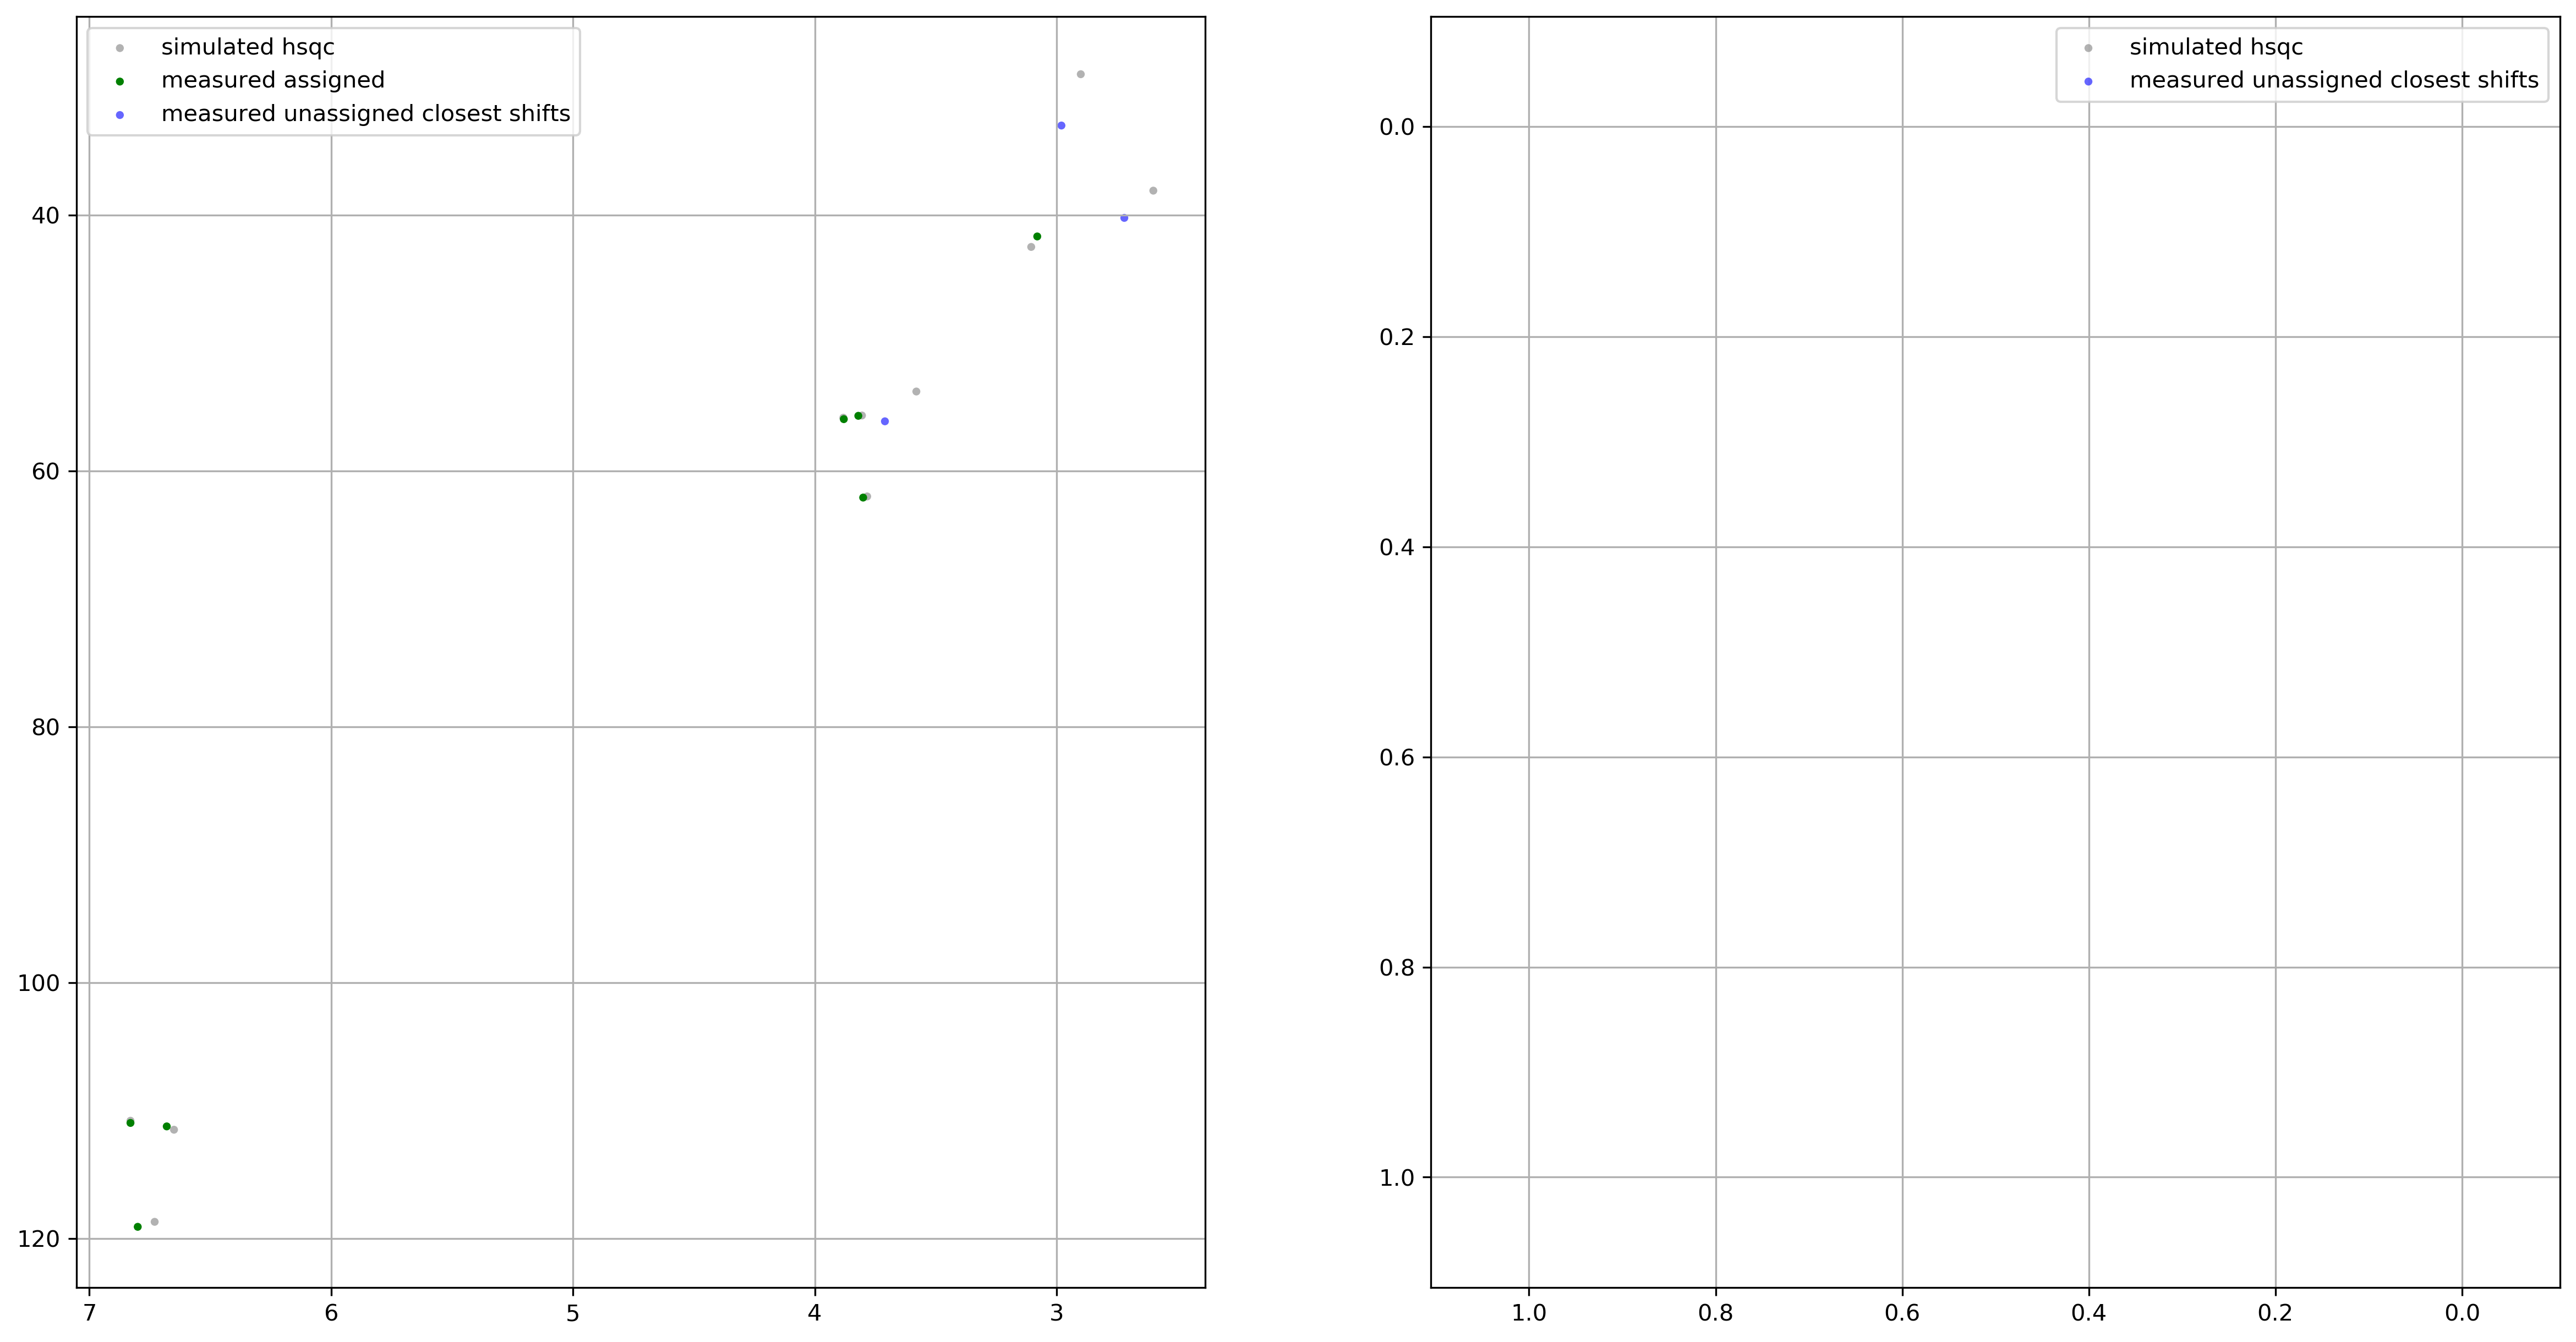 simulated hsqc
measured assigned
measured unassigned closest shifts
40
60
80
100
120
7 6 5 4 3
simulated hsqc
measured unassigned closest shifts
0.0
0.2
0.4
0.6
0.8
1.0
1.0 0.8 0.6 0.4 0.2 0.0